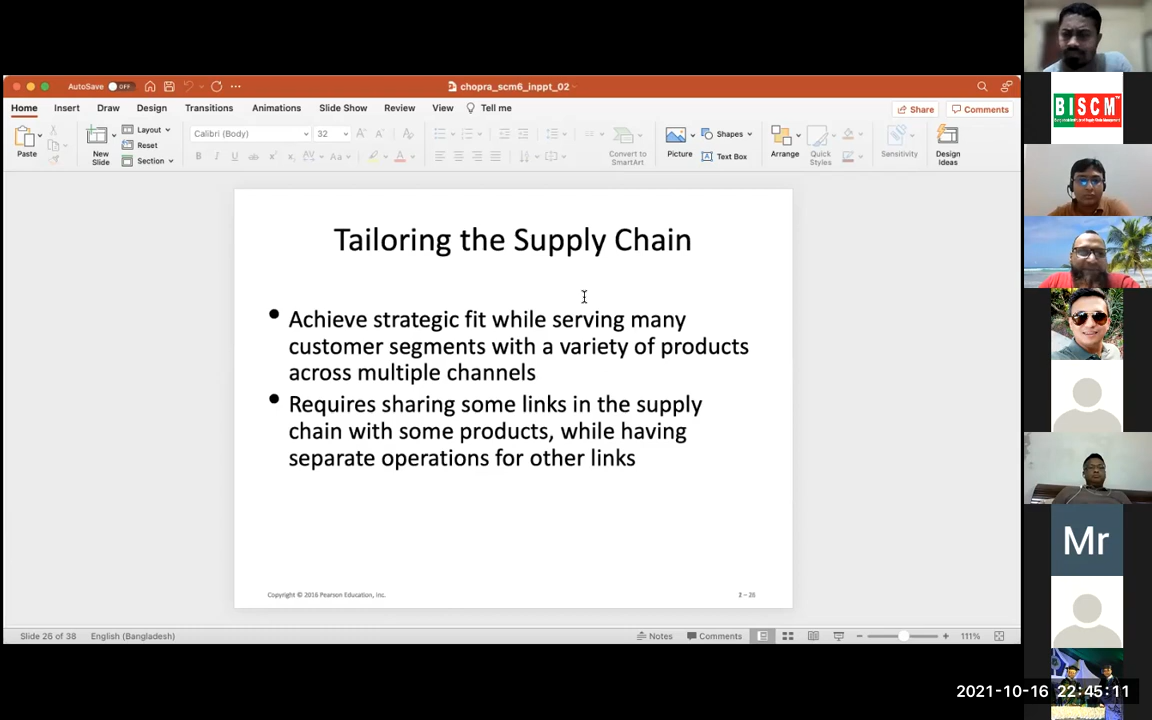 AutoSave OFF
chopra_scm6_inppt_02
Home Insert Draw Design Transitions Animations Slide Show Review View Tell me
Share Comments
Paste
New Slide
Layout
Reset
Section
Calibri (Body) 32
Convert to SmartArt
Picture
Shapes
Text Box
Arrange
Quick Styles
Sensitivity
Design Ideas
Tailoring the Supply Chain
• Achieve strategic fit while serving many
customer segments with a variety of products
across multiple channels
• Requires sharing some links in the supply
chain with some products, while having
separate operations for other links
Copyright © 2016 Pearson Education, Inc.
2 – 26
Slide 26 of 38 English (Bangladesh)
Notes Comments 111%
BISCM
Mr
2021-10-16 22:45:11